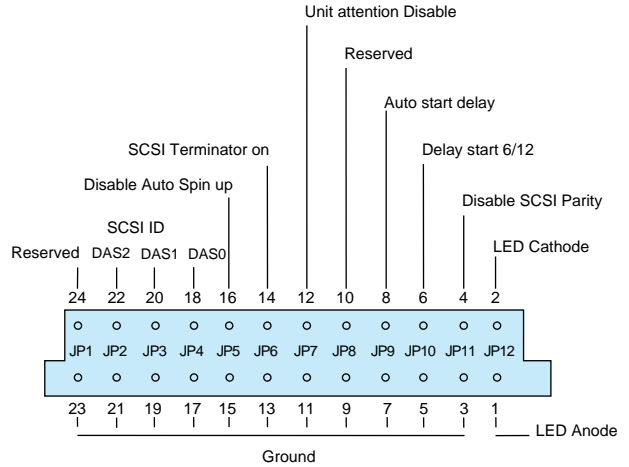 Unit attention Disable
Reserved
Auto start delay
SCSI Terminator on
Delay start 6/12
Disable Auto Spin up
Disable SCSI Parity
SCSI ID
LED Cathode
Reserved DAS2 DAS1 DAS0
24 22 20 18 16 14 12 10 8 6 4 2
JP1 JP2 JP3 JP4 JP5 JP6 JP7 JP8 JP9 JP10 JP11 JP12
23 21 19 17 15 13 11 9 7 5 3 1
LED Anode
Ground